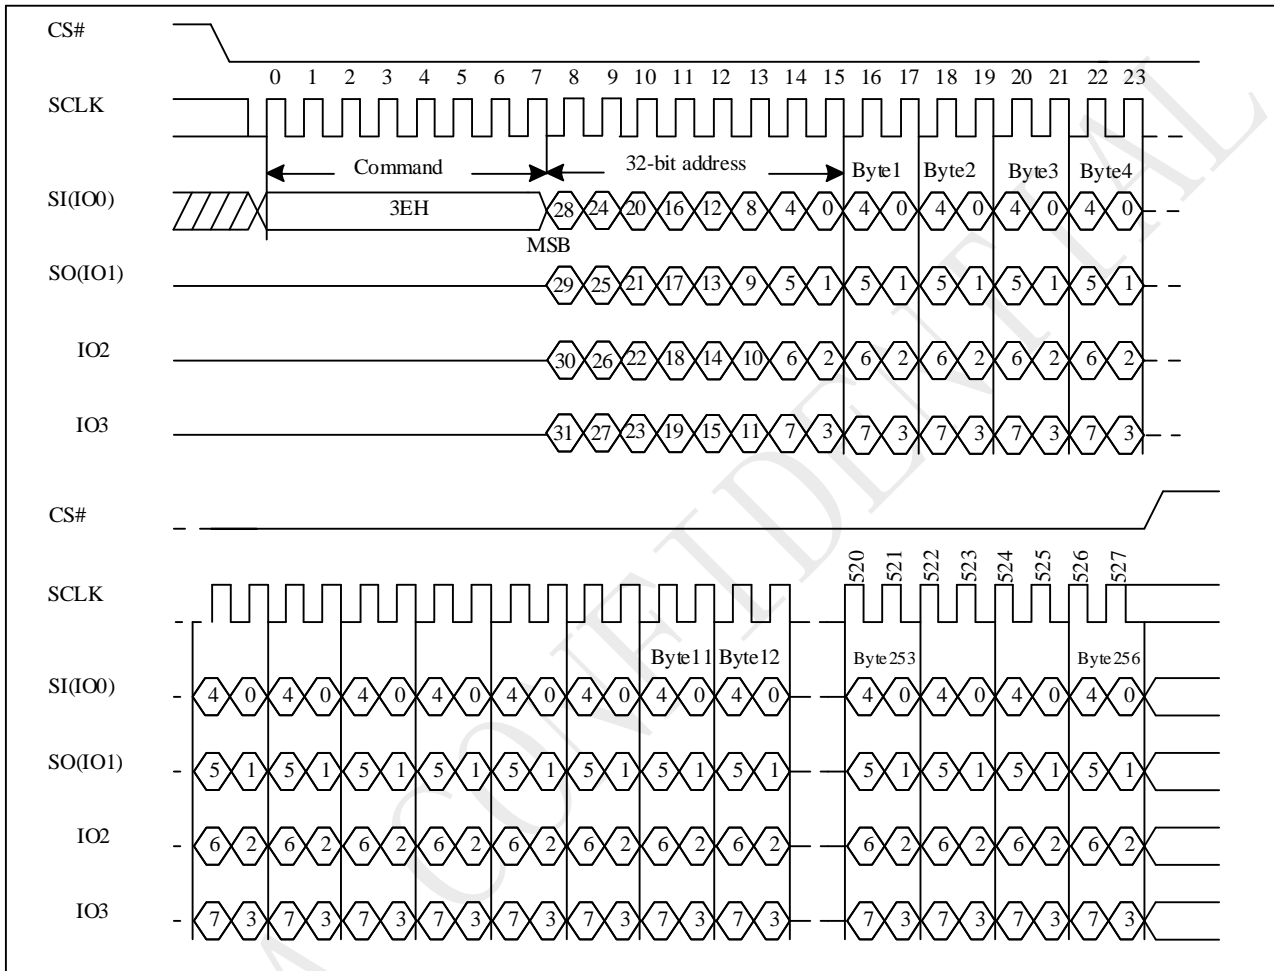 CS#
0 1 2 3 4 5 6 7 8 9 10 11 12 13 14 15 16 17 18 19 20 21 22 23
SCLK
Command 32-bit address Byte1 Byte2 Byte3 Byte4
SI(IO0) 3EH 28 24 20 16 12 8 4 0 4 0 4 0 4 0 4 0
MSB
SO(IO1) 29 25 21 17 13 9 5 1 5 1 5 1 5 1 5 1
IO2 30 26 22 18 14 10 6 2 6 2 6 2 6 2 6 2
IO3 31 27 23 19 15 11 7 3 7 3 7 3 7 3 7 3
CS#
520 521 522 523 524 525 526 527
SCLK
Byte11 Byte12 Byte253 Byte256
SI(IO0) 4 0 4 0 4 0 4 0 4 0 4 0 4 0 4 0 4 0 4 0 4 0 4 0
SO(IO1) 5 1 5 1 5 1 5 1 5 1 5 1 5 1 5 1 5 1 5 1 5 1 5 1
IO2 6 2 6 2 6 2 6 2 6 2 6 2 6 2 6 2 6 2 6 2 6 2 6 2
IO3 7 3 7 3 7 3 7 3 7 3 7 3 7 3 7 3 7 3 7 3 7 3 7 3
CONFIDENTIAL